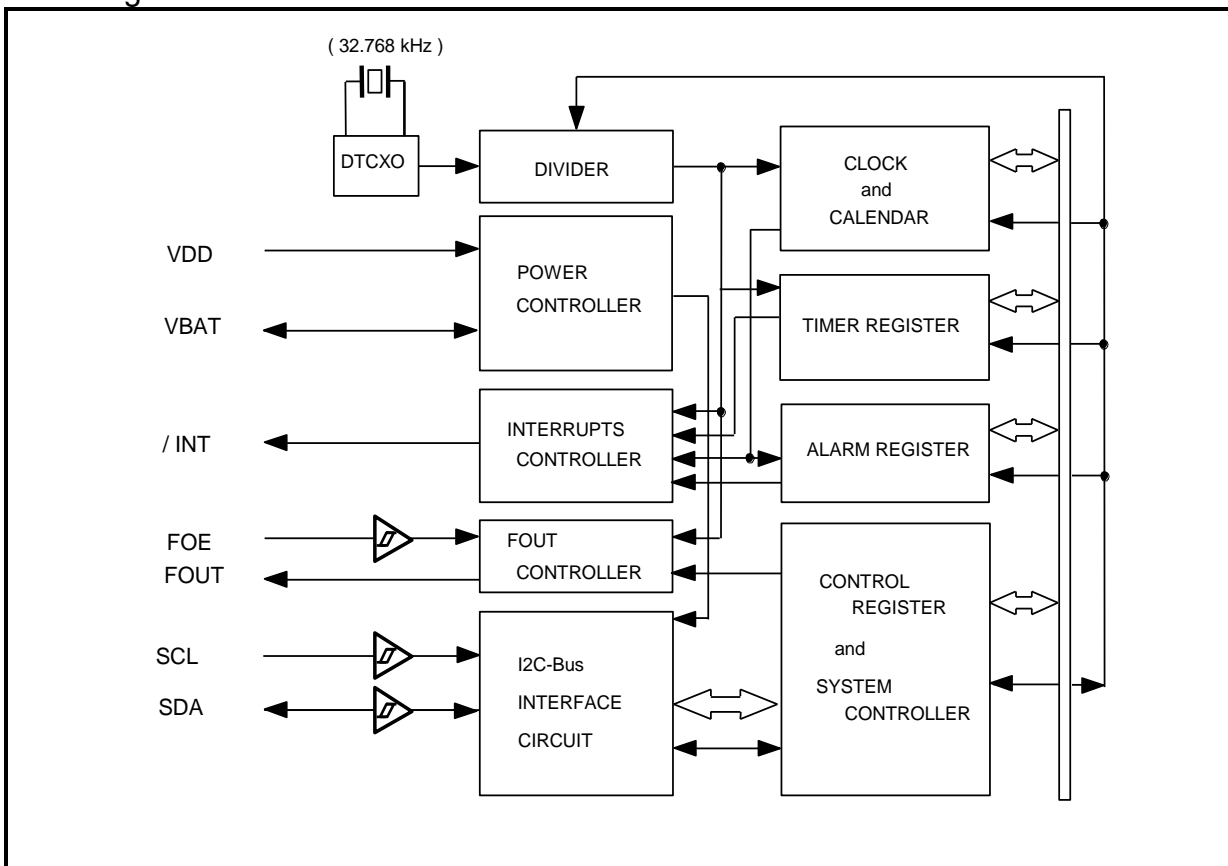 ( 32.768 kHz )
DTCXO
DIVIDER
CLOCK
and
CALENDAR
VDD
VBAT
POWER
CONTROLLER
TIMER REGISTER
/ INT
INTERRUPTS
CONTROLLER
ALARM REGISTER
FOE
FOUT
FOUT
CONTROLLER
CONTROL
REGISTER
and
SYSTEM
CONTROLLER
SCL
SDA
I2C-Bus
INTERFACE
CIRCUIT